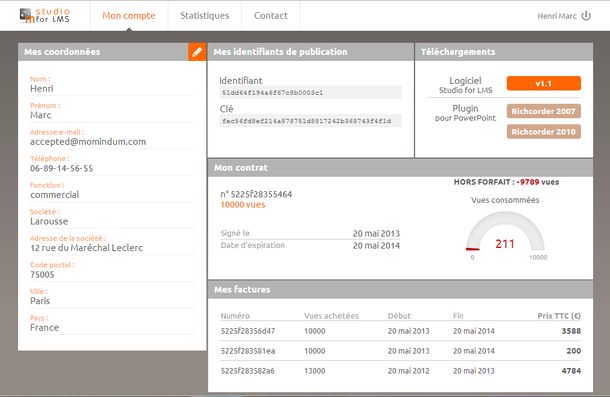 studio
for LMS
Mon compte
Statistiques
Contact
Henri Marc
Mes coordonnées
Nom :
Henri
Prénom :
Marc
Adresse e-mail :
accepted@momindum.com
Téléphone :
06-89-14-56-55
Fonction :
commercial
Société :
Larousse
Adresse de la société :
12 rue du Maréchal Leclerc
Code postal :
75005
Ville :
Paris
Pays :
France
Mes identifiants de publication
Identifiant
51dd64f194a6f67c8b0003c1
Clé
fec56fd8ef214a878751d8817242b368743f4f1d
Téléchargements
Logiciel
Studio for LMS
v1.1
Plugin
pour PowerPoint
Richcorder 2007
Richcorder 2010
Mon contrat
n° 5225f28355464
10000 vues
Signé le 20 mai 2013
Date d'expiration 20 mai 2014
HORS FORFAIT : -9789 vues
Vues consommées
211
0 10000
Mes factures
Numéro Vues achetées Début Fin Prix TTC (€)
5225f28356d47 10000 20 mai 2013 20 mai 2014 3588
5225f283581ea 10000 20 mai 2013 20 mai 2014 200
5225f283582a6 13000 20 mai 2012 20 mai 2013 4784